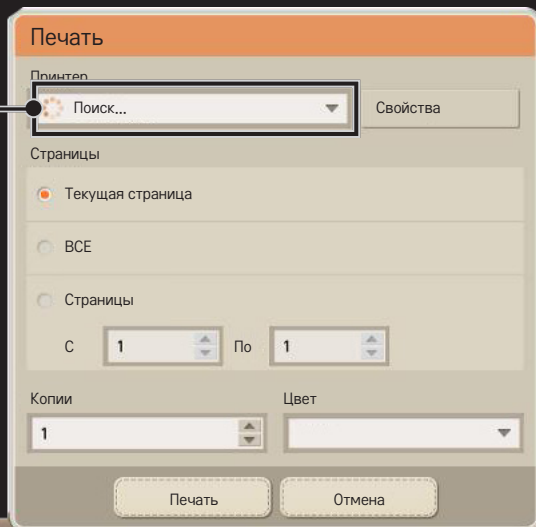 Печать
Принтер
Поиск...
Свойства
Страницы
Текущая страница
ВСЕ
Страницы
С 1 По 1
Копии Цвет
1
Печать Отмена